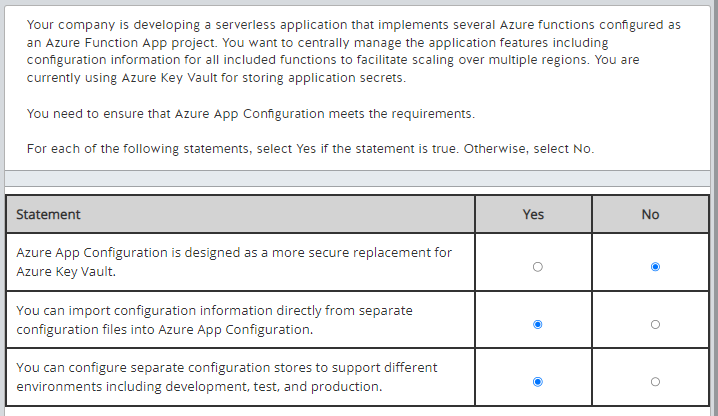 Your company is developing a serverless application that implements several Azure functions configured as
an Azure Function App project. You want to centrally manage the application features including
configuration information for all included functions to facilitate scaling over multiple regions. You are
currently using Azure Key Vault for storing application secrets.
You need to ensure that Azure App Configuration meets the requirements.
For each of the following statements, select Yes if the statement is true. Otherwise, select No.
Statement Yes No
Azure App Configuration is designed as a more secure replacement for
Azure Key Vault.
You can import configuration information directly from separate
configuration files into Azure App Configuration.
You can configure separate configuration stores to support different
environments including development, test, and production.